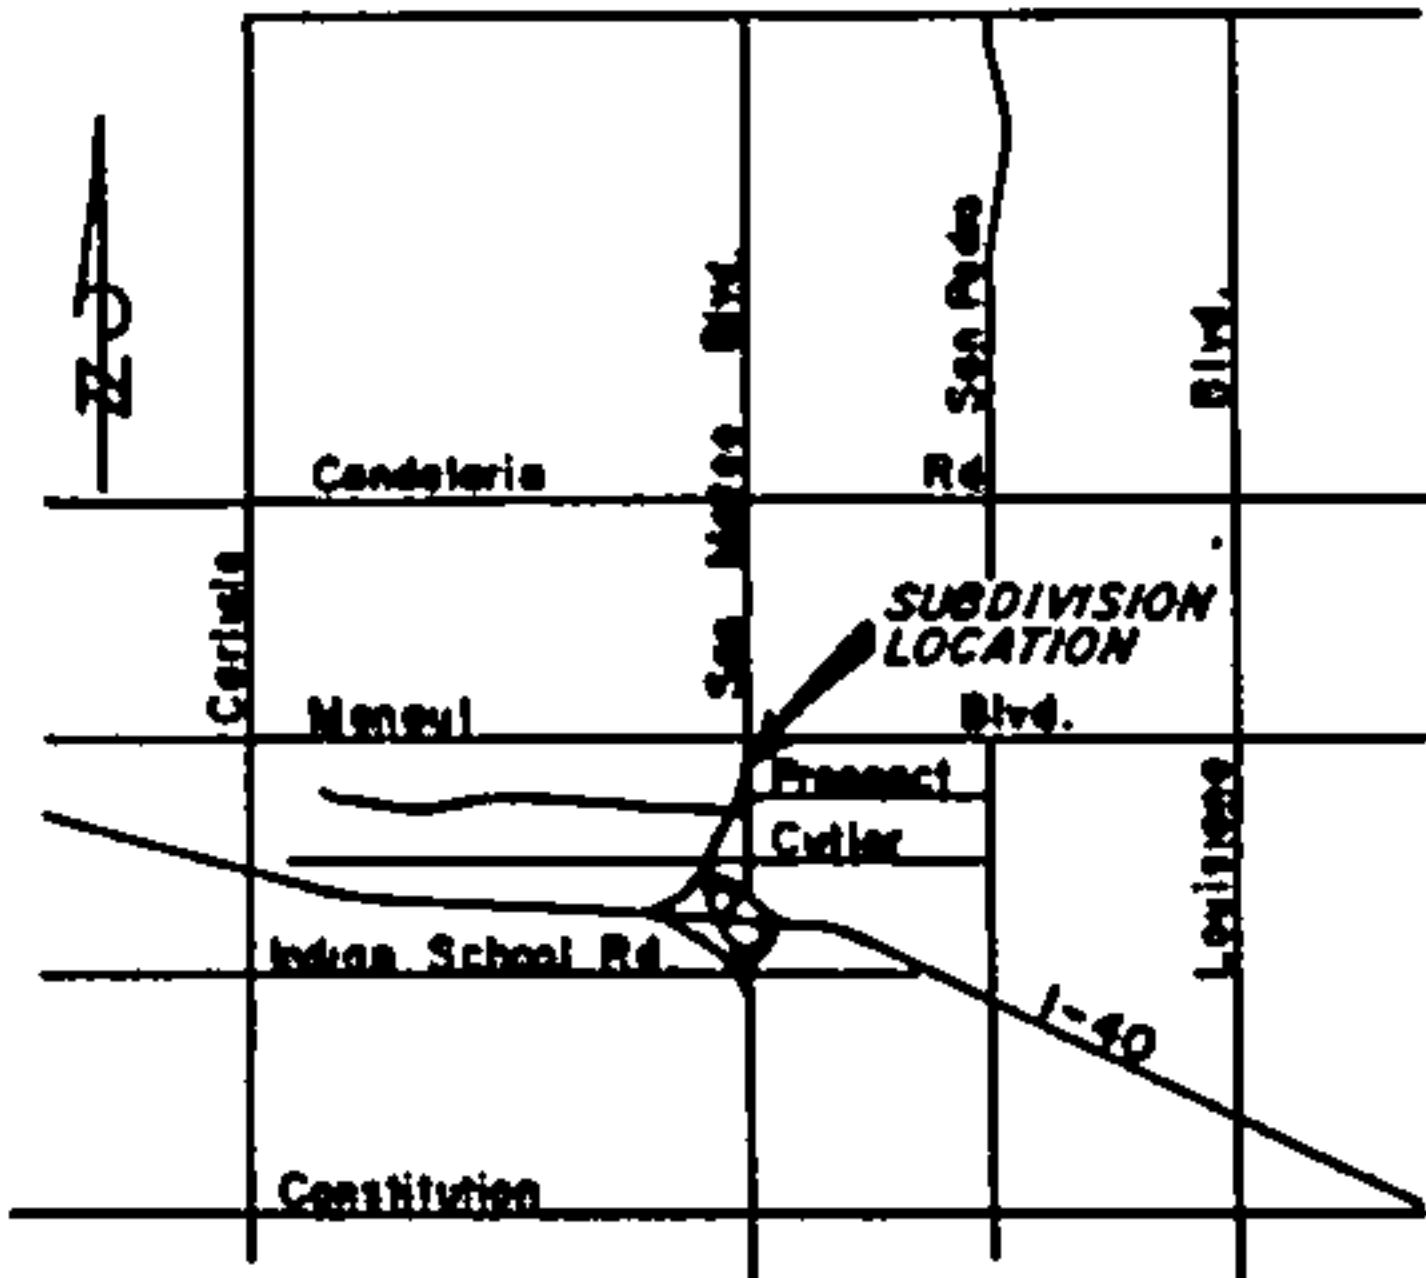 San Pedro
Blvd.
Blvd.
Candelaria Rd.
San Mateo
Carlisle
SUBDIVISION
LOCATION
Menaul Blvd.
Prospect
Cutler
Louisiana
Indian School Rd.
I-40
Constitution
N